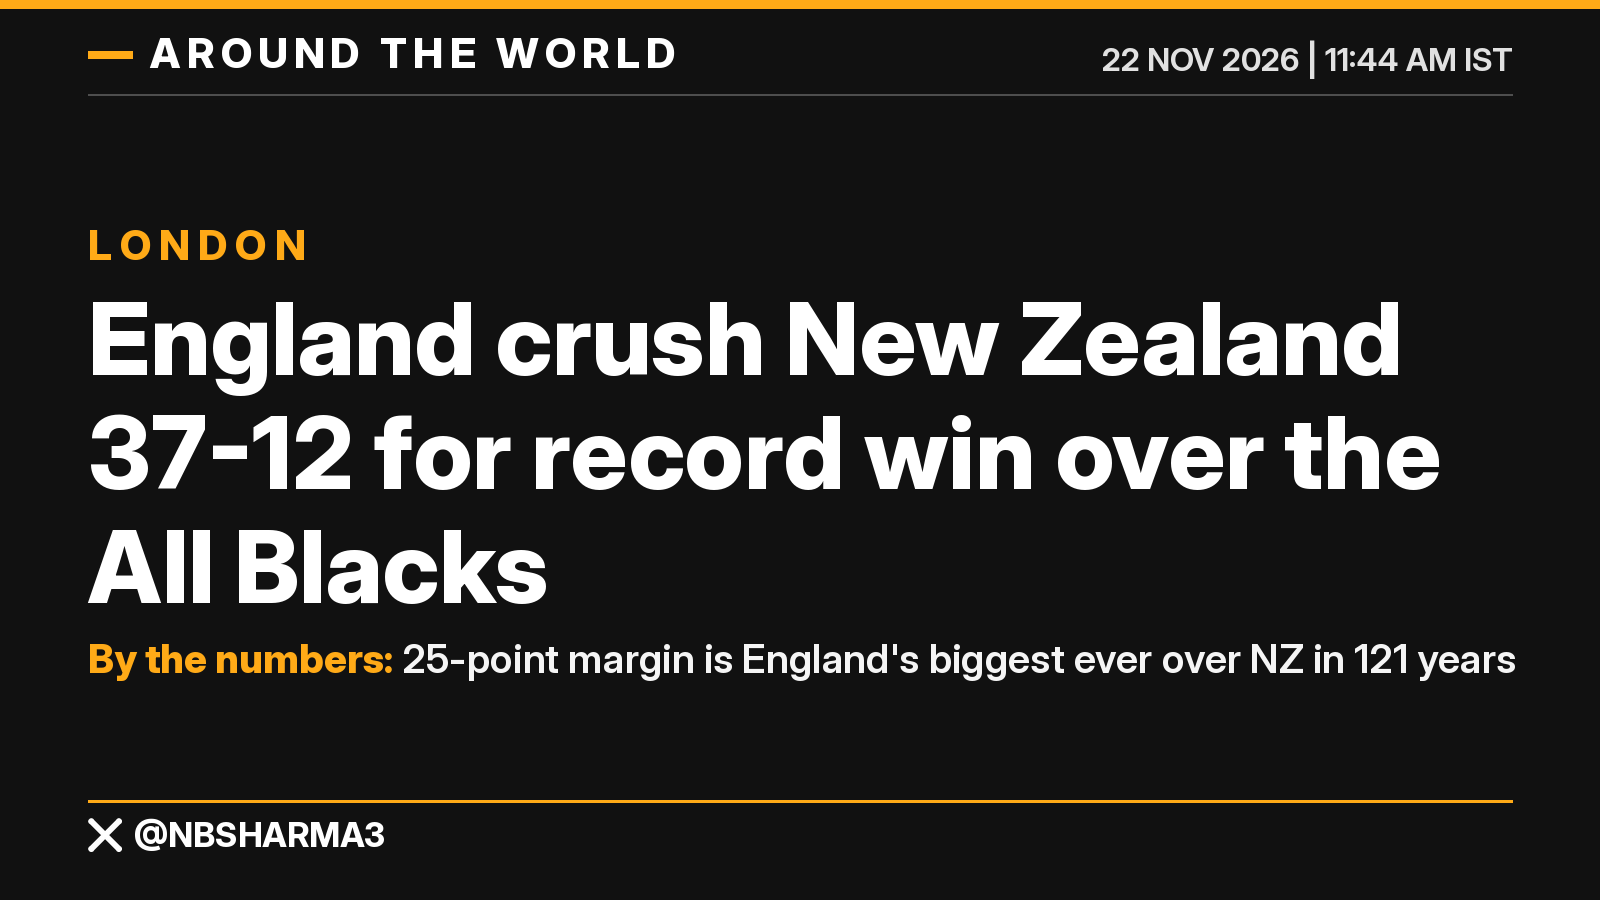 AROUND THE WORLD
22 NOV 2026 | 11:44 AM IST
LONDON
England crush New Zealand
37-12 for record win over the
All Blacks
By the numbers: 25-point margin is England's biggest ever over NZ in 121 years
@NBSHARMA3